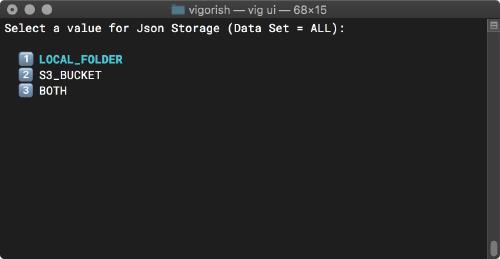 vigorish — vig ui — 68×15
Select a value for Json Storage (Data Set = ALL):
1 LOCAL_FOLDER
2 S3_BUCKET
3 BOTH